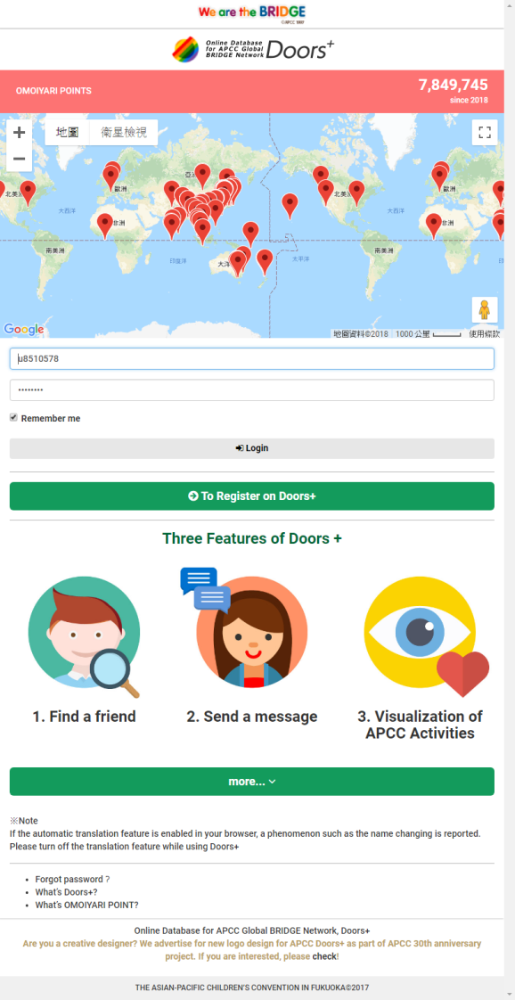 We are the BRIDGE
©APCC 1987
Online Database
for APCC Global
BRIDGE Network
Doors+
OMOIYARI POINTS
7,849,745
since 2018
地圖
衛星檢視
歐洲
北美洲
歐洲
大西洋
大西洋
非洲
非洲
南美洲
印度洋
大洋
太平洋
南美洲
Google
地圖資料©2018
1000 公里
使用條款
u8510578
••••••••
Remember me
Login
To Register on Doors+
Three Features of Doors +
1. Find a friend
2. Send a message
3. Visualization of
APCC Activities
more...
※Note
If the automatic translation feature is enabled in your browser, a phenomenon such as the name changing is reported.
Please turn off the translation feature while using Doors+
Forgot password ?
What's Doors+?
What's OMOIYARI POINT?
Online Database for APCC Global BRIDGE Network, Doors+
Are you a creative designer? We advertise for new logo design for APCC Doors+ as part of APCC 30th anniversary
project. If you are interested, please check!
THE ASIAN-PACIFIC CHILDREN'S CONVENTION IN FUKUOKA©2017